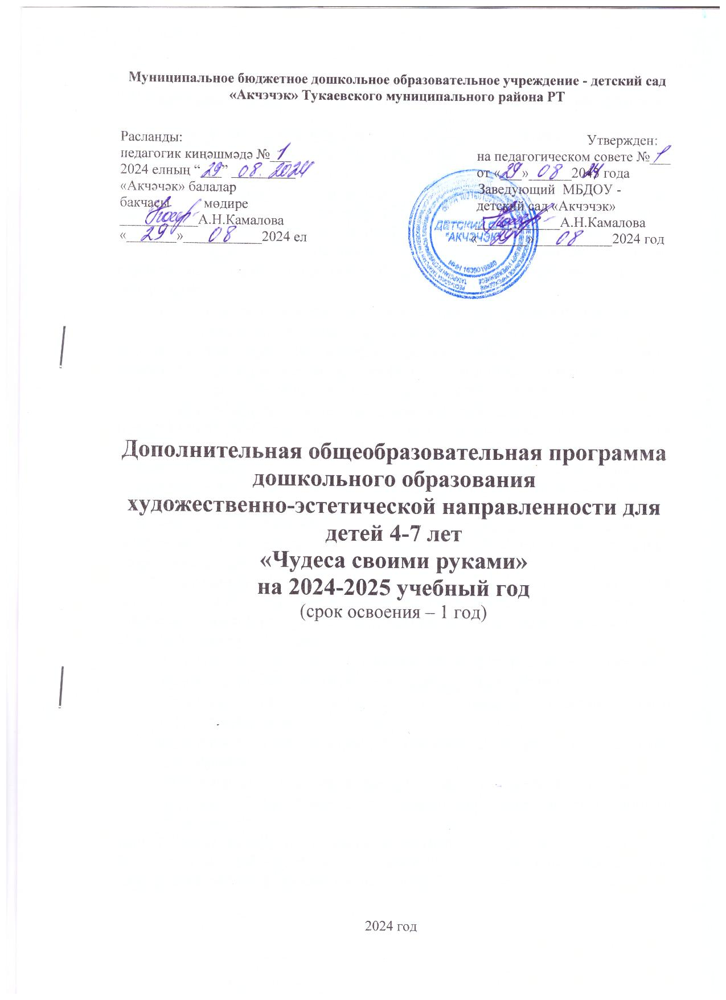 Муниципальное бюджетное дошкольное образовательное учреждение - детский сад
«Акчэчэк» Тукаевского муниципального района РТ
Расланды:
педагогик киңәшмәдә № 1
2024 елның “ 29 ” 08. 2024
«Акчәчәк» балалар
бакчасы мөдире
А.Н.Камалова
« 29 » 08 2024 ел
Утвержден:
на педагогическом совете № 1
от « 29 » 08 2024 года
Заведующий МБДОУ -
детский сад «Акчэчэк»
А.Н.Камалова
« 29 » 08 2024 год
ДЕТСКИЙ САД
"АКЧЭЧЭК"
Дополнительная общеобразовательная программа
дошкольного образования
художественно-эстетической направленности для
детей 4-7 лет
«Чудеса своими руками»
на 2024-2025 учебный год
(срок освоения – 1 год)
2024 год